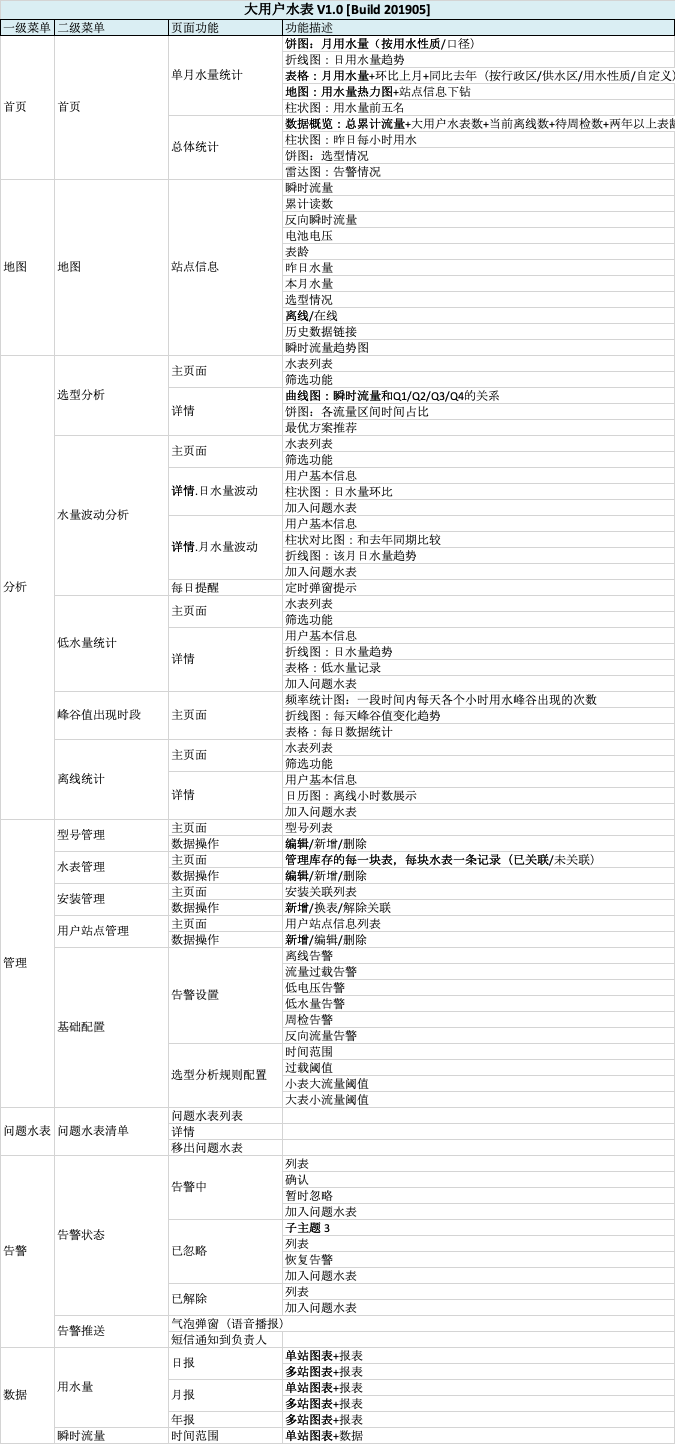 大用户水表 V1.0 [Build 201905]
一级菜单 二级菜单 页面功能 功能描述
首页 首页 单月水量统计 饼图：月用水量（按用水性质/口径）
折线图：日用水量趋势
表格：月用水量+环比上月+同比去年（按行政区/供水区/用水性质/自定义）
地图：用水量热力图+站点信息下钻
柱状图：用水量前五名
总体统计 数据概览：总累计流量+大用户水表数+当前离线数+待周检数+两年以上表龄
柱状图：昨日每小时用水
饼图：选型情况
雷达图：告警情况
地图 地图 站点信息 瞬时流量
累计读数
反向瞬时流量
电池电压
表龄
昨日水量
本月水量
选型情况
离线/在线
历史数据链接
瞬时流量趋势图
分析 选型分析 主页面 水表列表
筛选功能
详情 曲线图：瞬时流量和Q1/Q2/Q3/Q4的关系
饼图：各流量区间时间占比
最优方案推荐
水量波动分析 主页面 水表列表
筛选功能
详情.日水量波动 用户基本信息
柱状图：日水量环比
加入问题水表
详情.月水量波动 用户基本信息
柱状对比图：和去年同期比较
折线图：该月日水量趋势
加入问题水表
每日提醒 定时弹窗提示
低水量统计 主页面 水表列表
筛选功能
详情 用户基本信息
折线图：日水量趋势
表格：低水量记录
加入问题水表
峰谷值出现时段 主页面 频率统计图：一段时间内每天各个小时用水峰谷出现的次数
折线图：每天峰谷值变化趋势
表格：每日数据统计
离线统计 主页面 水表列表
筛选功能
详情 用户基本信息
日历图：离线小时数展示
加入问题水表
管理 型号管理 主页面 型号列表
数据操作 编辑/新增/删除
水表管理 主页面 管理库存的每一块表，每块水表一条记录（已关联/未关联）
数据操作 编辑/新增/删除
安装管理 主页面 安装关联列表
数据操作 新增/换表/解除关联
用户站点管理 主页面 用户站点信息列表
数据操作 新增/编辑/删除
基础配置 告警设置 离线告警
流量过载告警
低电压告警
低水量告警
周检告警
反向流量告警
选型分析规则配置 时间范围
过载阈值
小表大流量阈值
大表小流量阈值
问题水表 问题水表清单 问题水表列表
详情
移出问题水表
告警 告警状态 告警中 列表
确认
暂时忽略
加入问题水表
已忽略 子主题 3
列表
恢复告警
加入问题水表
已解除 列表
加入问题水表
告警推送 气泡弹窗（语音播报）
短信通知到负责人
数据 用水量 日报 单站图表+报表
多站图表+报表
月报 单站图表+报表
多站图表+报表
年报 多站图表+报表
瞬时流量 时间范围 单站图表+数据